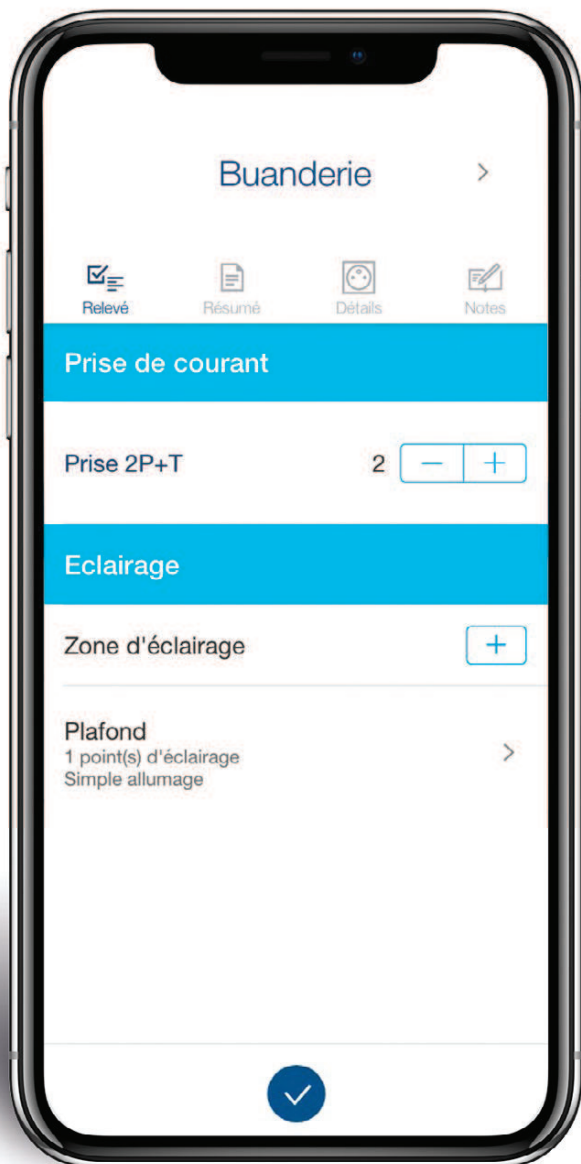 Buanderie
Relevé
Résumé
Détails
Notes
Prise de courant
Prise 2P+T
2
Eclairage
Zone d'éclairage
Plafond
1 point(s) d'éclairage
Simple allumage